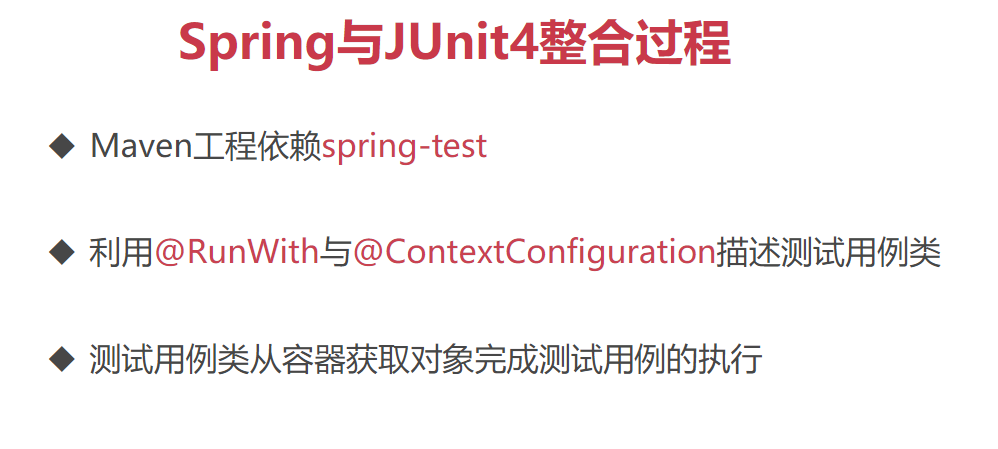 Spring与JUnit4整合过程
◆ Maven工程依赖spring-test
◆ 利用@RunWith与@ContextConfiguration描述测试用例类
◆ 测试用例类从容器获取对象完成测试用例的执行